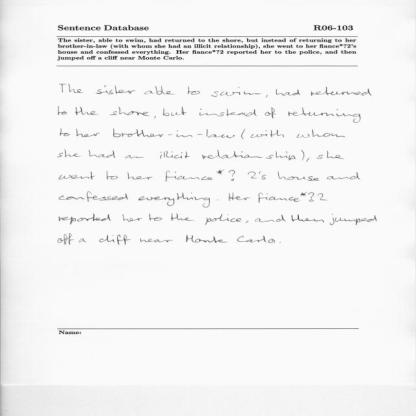 Sentence Database R06-103
The sister, able to swim, had returned to the shore, but instead of returning to her
brother-in-law (with whom she had an illicit relationship), she went to her fiance*?2's
house and confessed everything. Her fiance*?2 reported her to the police, and then
jumped off a cliff near Monte Carlo.
The sister able to swim, had returned
to the shore, but instead of returning
to her brother-in-law (with whom
she had an illicit relationship), she
went to her fiance*? 2's house and
confessed everything. Her fiance*?2
reported her to the police, and then jumped
off a cliff near Monte Carlo.
Name: